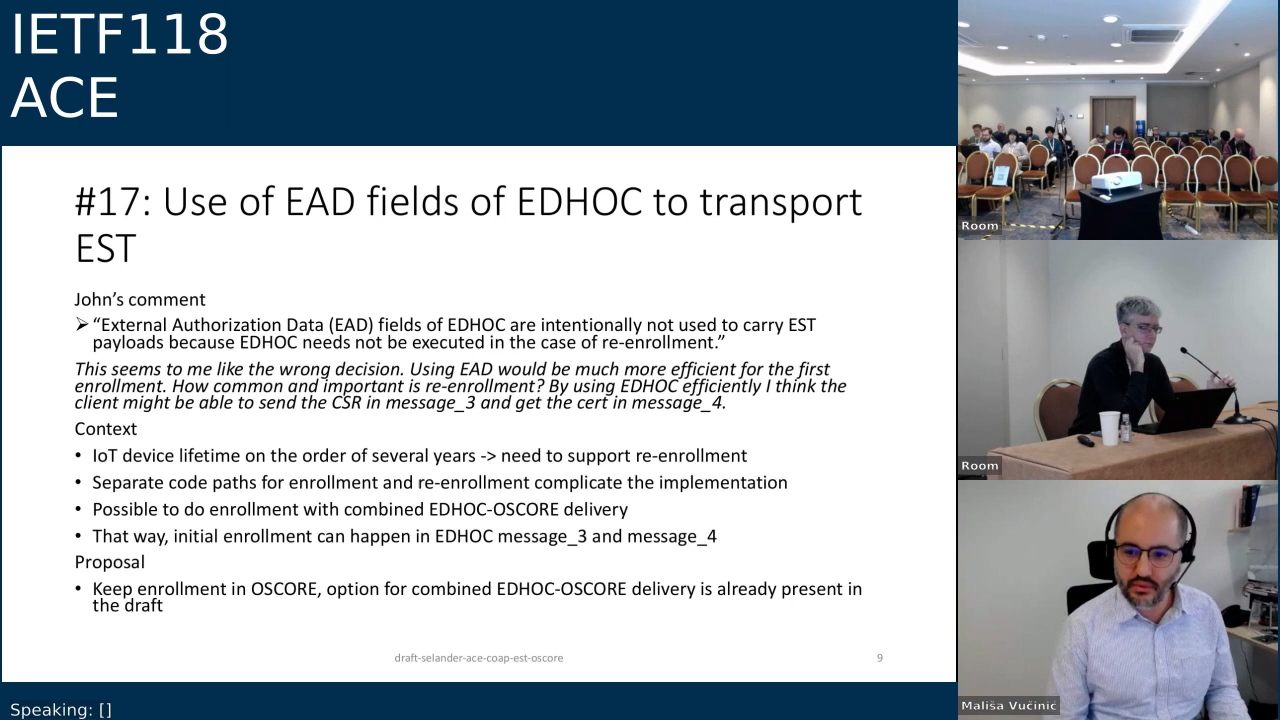 IETF118
ACE
#17: Use of EAD fields of EDHOC to transport
EST
John’s comment
➢ “External Authorization Data (EAD) fields of EDHOC are intentionally not used to carry EST
payloads because EDHOC needs not be executed in the case of re-enrollment.”
This seems to me like the wrong decision. Using EAD would be much more efficient for the first
enrollment. How common and important is re-enrollment? By using EDHOC efficiently I think the
client might be able to send the CSR in message_3 and get the cert in message_4.
Context
• IoT device lifetime on the order of several years -> need to support re-enrollment
• Separate code paths for enrollment and re-enrollment complicate the implementation
• Possible to do enrollment with combined EDHOC-OSCORE delivery
• That way, initial enrollment can happen in EDHOC message_3 and message_4
Proposal
• Keep enrollment in OSCORE, option for combined EDHOC-OSCORE delivery is already present in
the draft
draft-selander-ace-coap-est-oscore
9
Speaking: []
Room
Room
Mališa Vučinić